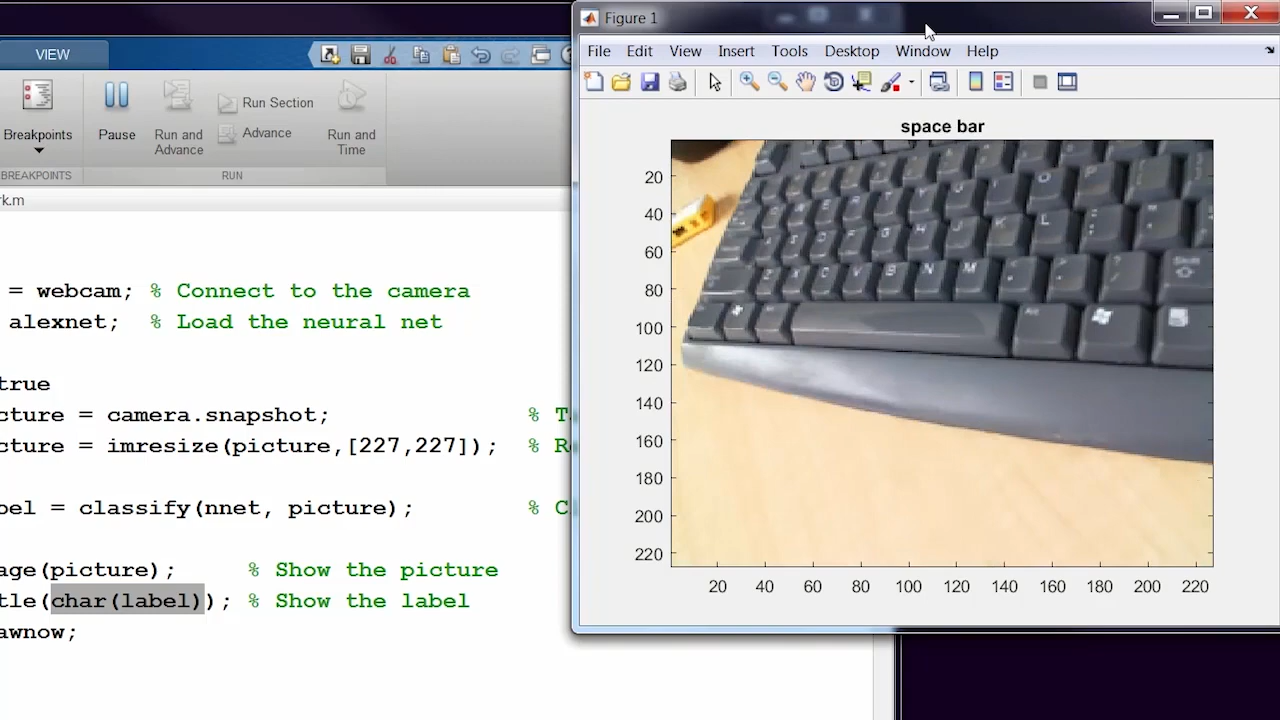 VIEW
Breakpoints
Pause
Run and
Advance
Run Section
Advance
Run and
Time
BREAKPOINTS
RUN
rk.m
= webcam; % Connect to the camera
alexnet; % Load the neural net
true
cture = camera.snapshot; % T
cture = imresize(picture,[227,227]); % Re
bel = classify(nnet, picture); % C
age(picture); % Show the picture
tle(char(label)); % Show the label
awnow;
Figure 1
File Edit View Insert Tools Desktop Window Help
space bar
20
40
60
80
100
120
140
160
180
200
220
20 40 60 80 100 120 140 160 180 200 220